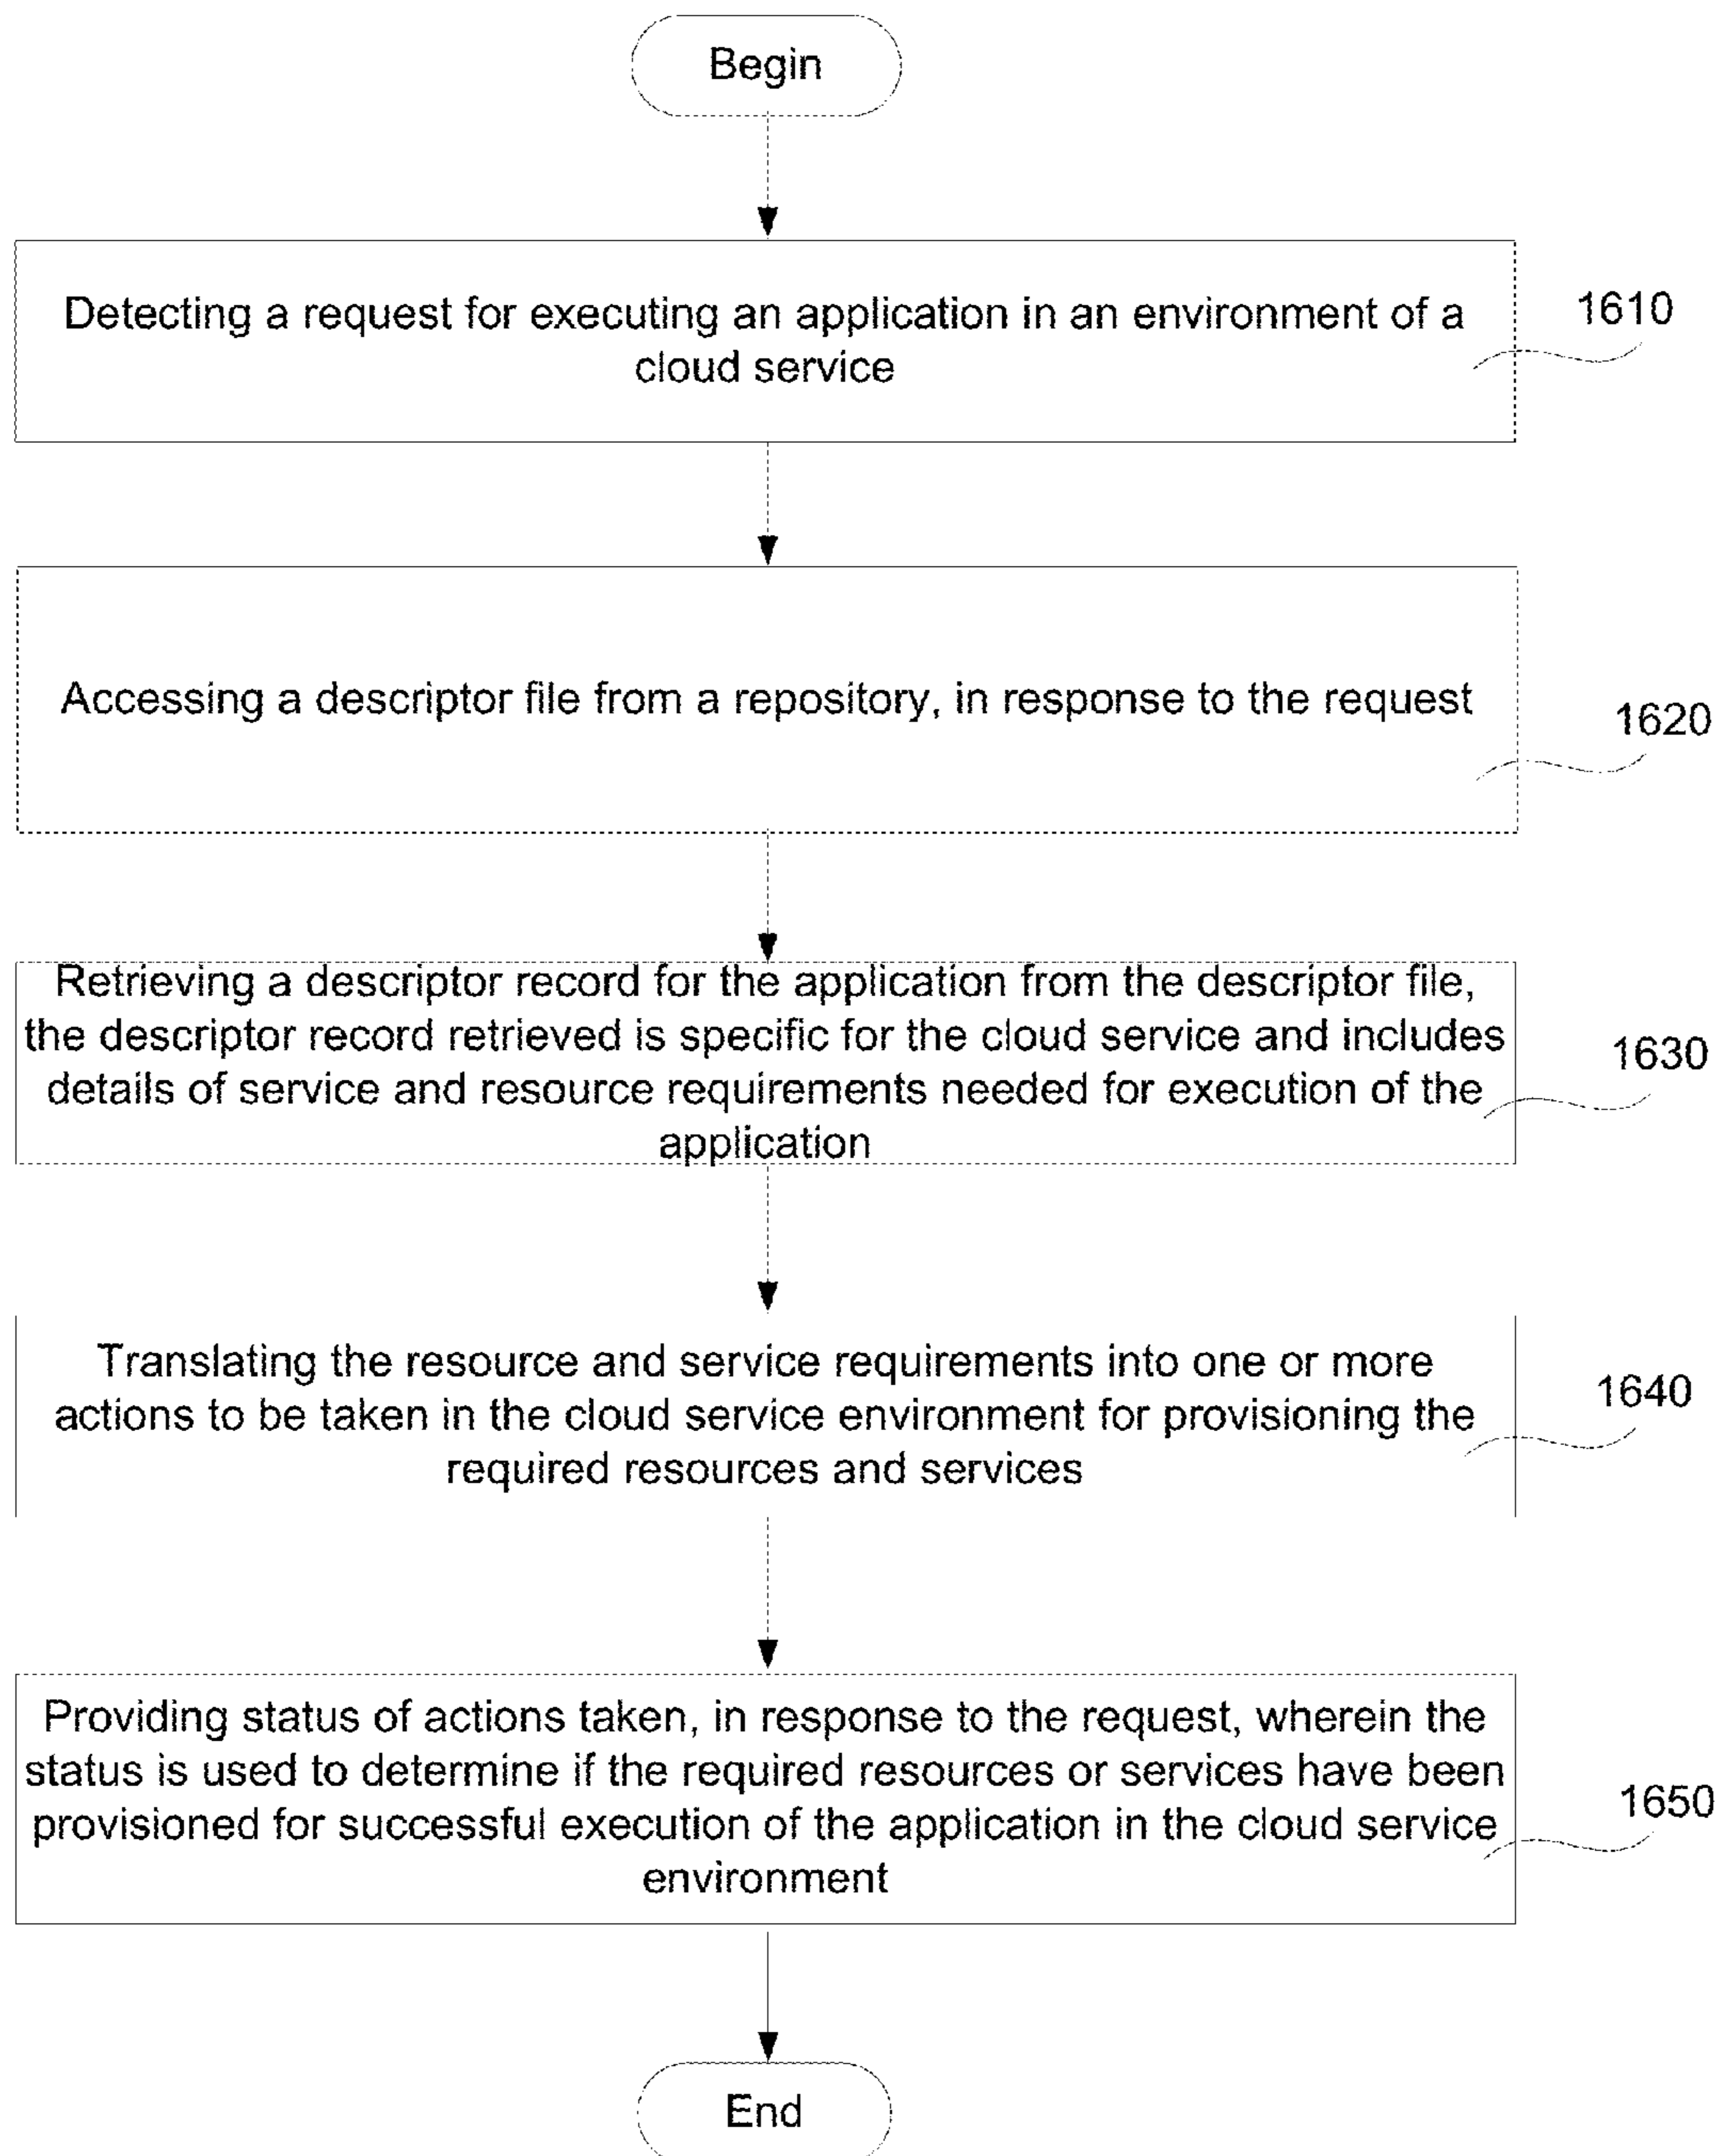 Begin
Detecting a request for executing an application in an environment of a
cloud service
1610
Accessing a descriptor file from a repository, in response to the request
1620
Retrieving a descriptor record for the application from the descriptor file,
the descriptor record retrieved is specific for the cloud service and includes
details of service and resource requirements needed for execution of the
application
1630
Translating the resource and service requirements into one or more
actions to be taken in the cloud service environment for provisioning the
required resources and services
1640
Providing status of actions taken, in response to the request, wherein the
status is used to determine if the required resources or services have been
provisioned for successful execution of the application in the cloud service
environment
1650
End